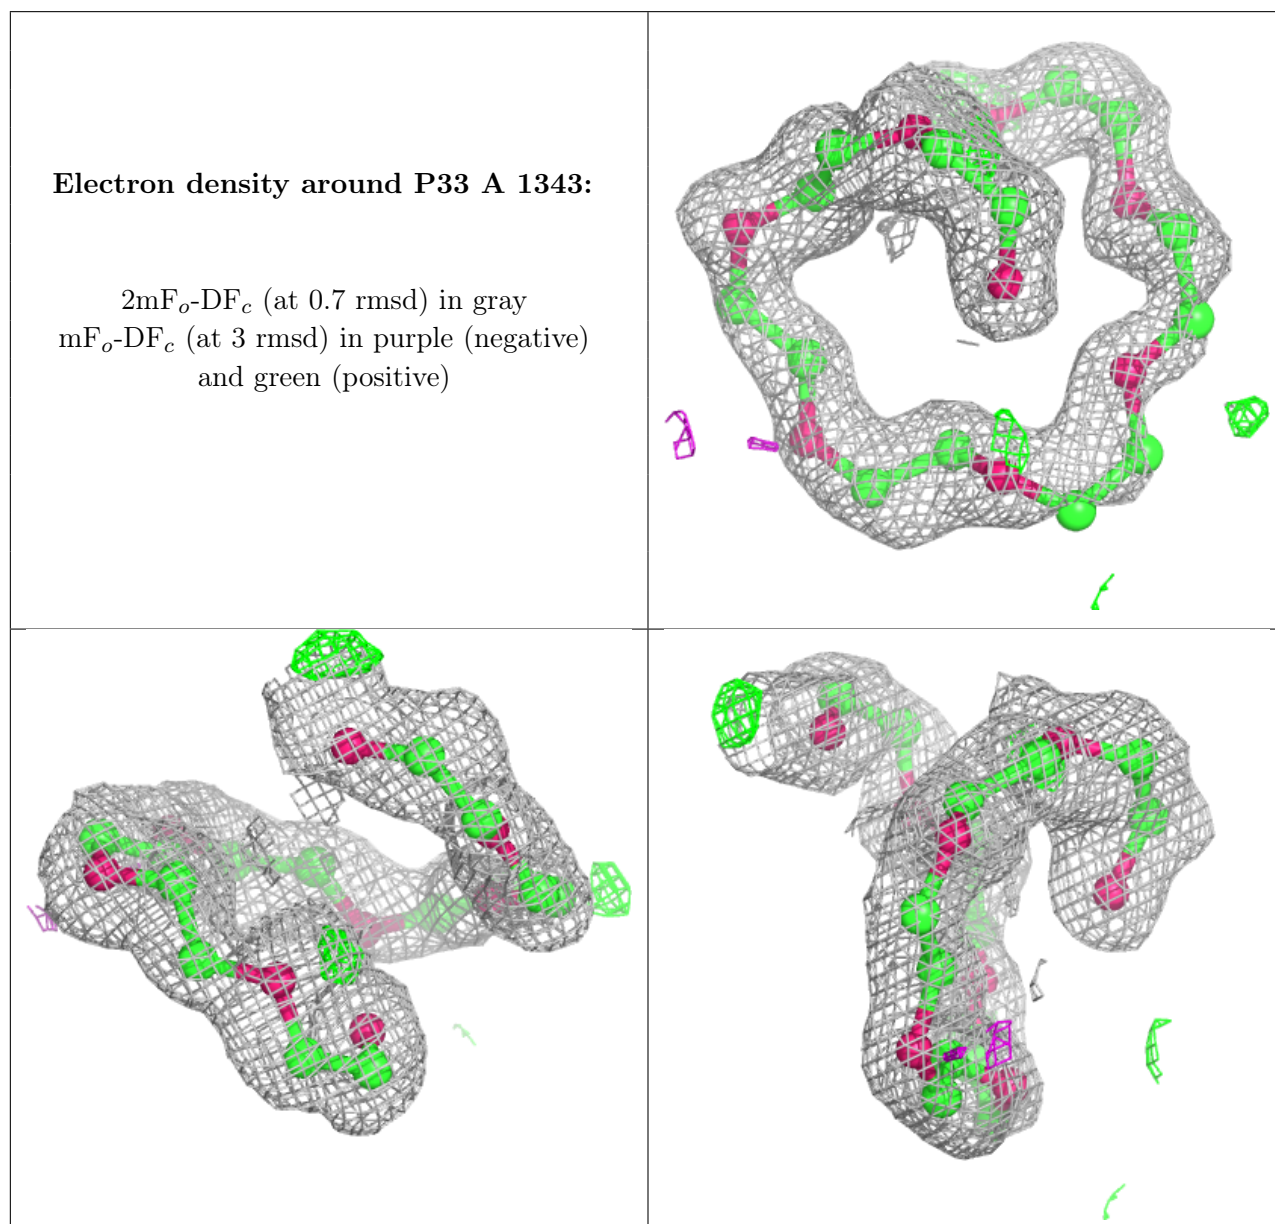 Electron density around P33 A 1343:
2mFo-DFc (at 0.7 rmsd) in gray
mFo-DFc (at 3 rmsd) in purple (negative)
and green (positive)